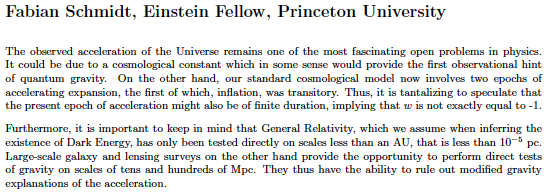 Fabian Schmidt, Einstein Fellow, Princeton University
The observed acceleration of the Universe remains one of the most fascinating open problems in physics.
It could be due to a cosmological constant which in some sense would provide the first observational hint
of quantum gravity. On the other hand, our standard cosmological model now involves two epochs of
accelerating expansion, the first of which, inflation, was transitory. Thus, it is tantalizing to speculate that
the present epoch of acceleration might also be of finite duration, implying that w is not exactly equal to -1.
Furthermore, it is important to keep in mind that General Relativity, which we assume when inferring the
existence of Dark Energy, has only been tested directly on scales less than an AU, that is less than 10⁻⁵ pc.
Large-scale galaxy and lensing surveys on the other hand provide the opportunity to perform direct tests
of gravity on scales of tens and hundreds of Mpc. They thus have the ability to rule out modified gravity
explanations of the acceleration.